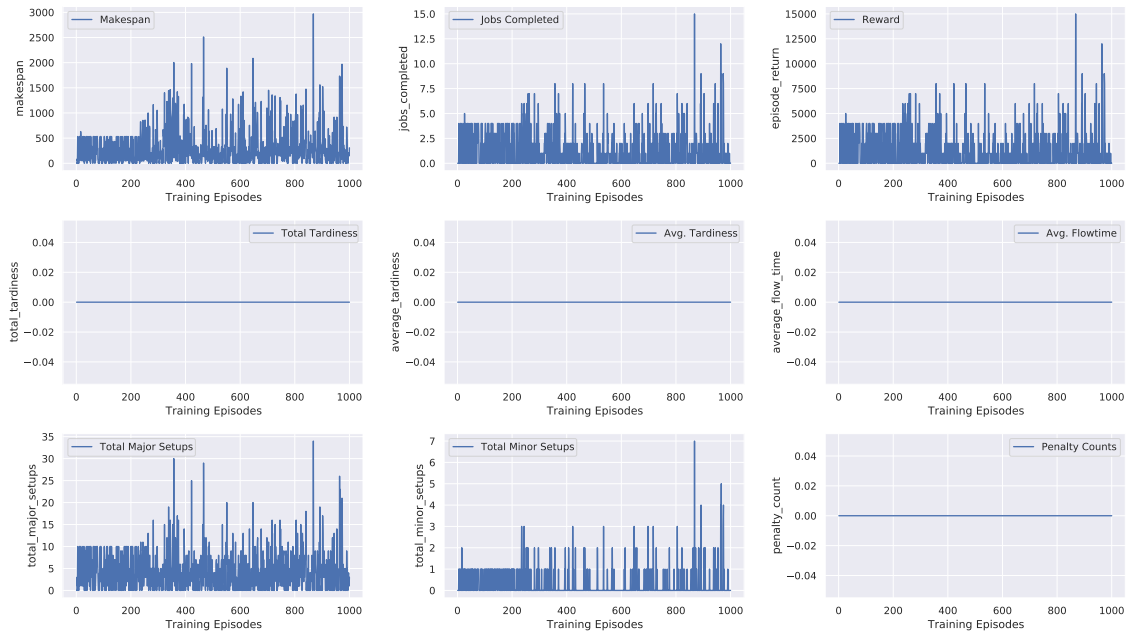 Makespan
makespan
3000
2500
2000
1500
1000
500
0
0 200 400 600 800 1000
Training Episodes
Jobs Completed
jobs_completed
15.0
12.5
10.0
7.5
5.0
2.5
0.0
0 200 400 600 800 1000
Training Episodes
Reward
episode_return
15000
12500
10000
7500
5000
2500
0
0 200 400 600 800 1000
Training Episodes
Total Tardiness
total_tardiness
0.04
0.02
0.00
−0.02
−0.04
0 200 400 600 800 1000
Training Episodes
Avg. Tardiness
average_tardiness
0.04
0.02
0.00
−0.02
−0.04
0 200 400 600 800 1000
Training Episodes
Avg. Flowtime
average_flow_time
0.04
0.02
0.00
−0.02
−0.04
0 200 400 600 800 1000
Training Episodes
Total Major Setups
total_major_setups
35
30
25
20
15
10
5
0
0 200 400 600 800 1000
Training Episodes
Total Minor Setups
total_minor_setups
7
6
5
4
3
2
1
0
0 200 400 600 800 1000
Training Episodes
Penalty Counts
penalty_count
0.04
0.02
0.00
−0.02
−0.04
0 200 400 600 800 1000
Training Episodes